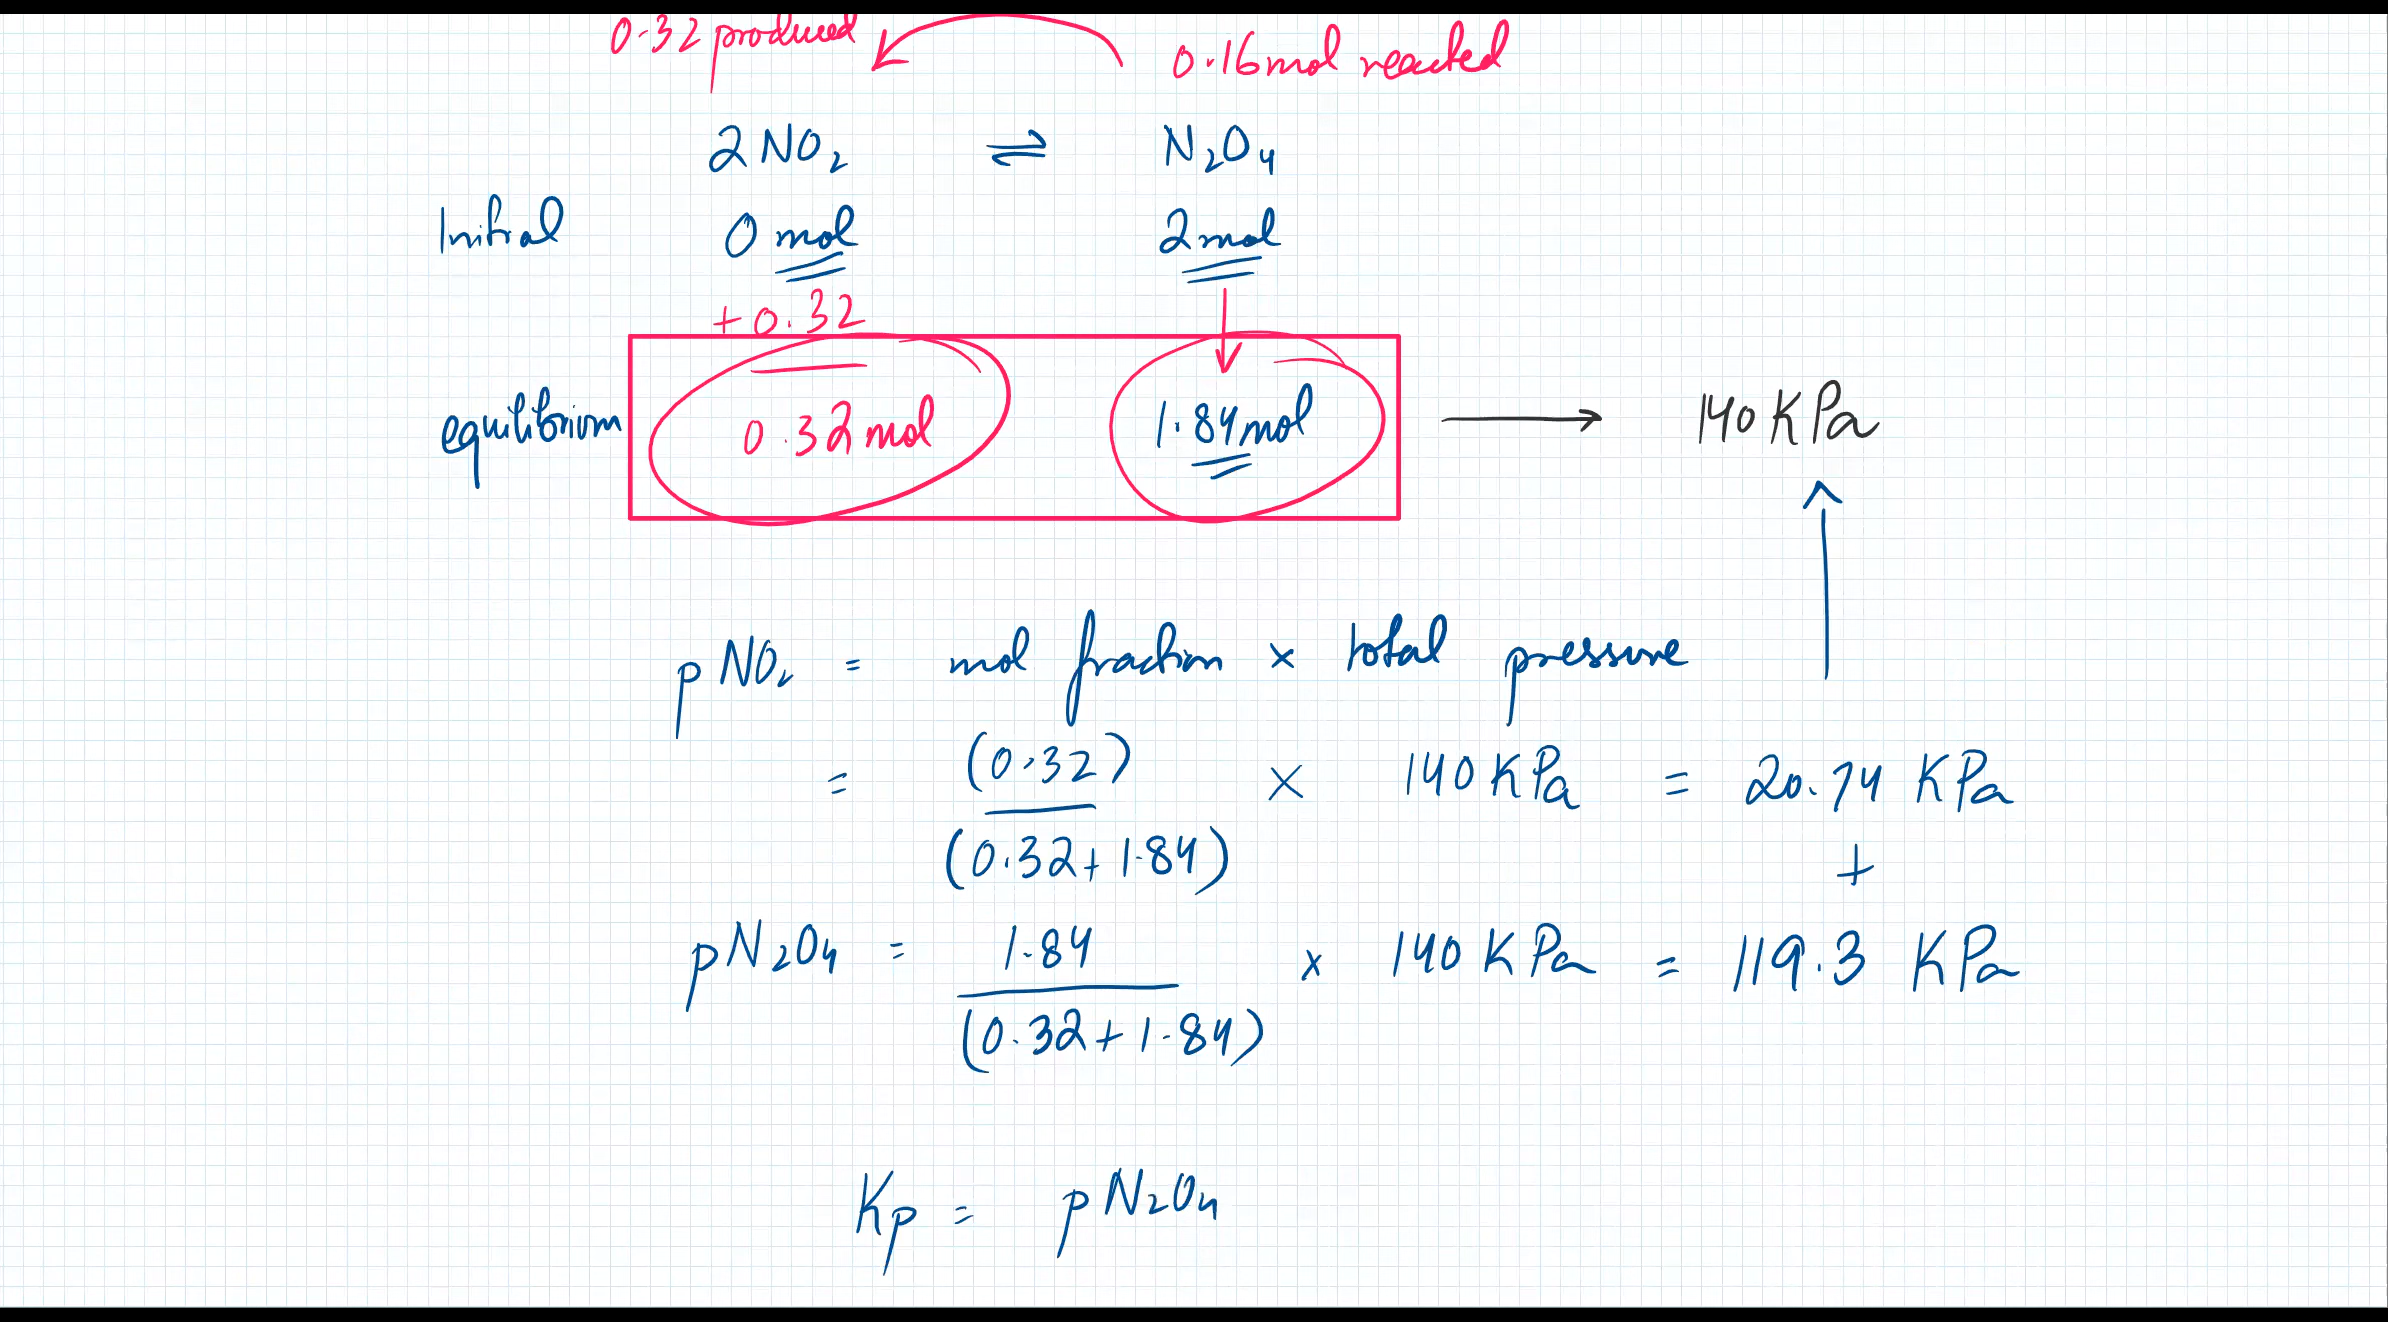 0.32 produced 0.16 mol reacted
2NO₂ ⇌ N₂O₄
Initial 0 mol 2 mol
+0.32
equilibrium 0.32 mol 1.84 mol → 140 KPa
pNO₂ = mol fraction × total pressure
= (0.32) / (0.32 + 1.84) × 140 KPa = 20.74 KPa
+
pN₂O₄ = 1.84 / (0.32 + 1.84) × 140 KPa = 119.3 KPa
Kp = pN₂O₄